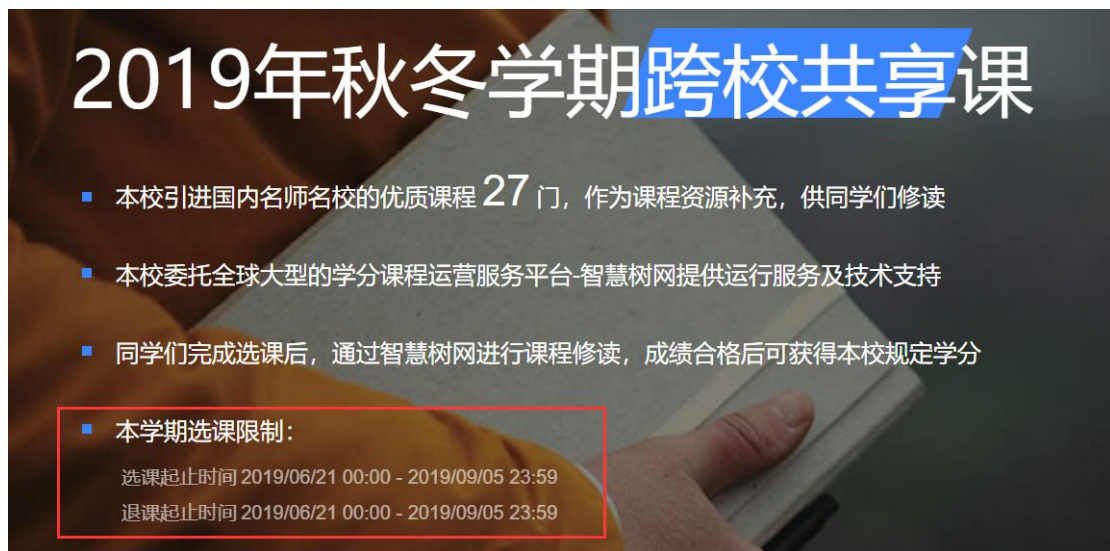 2019年秋冬学期跨校共享课
本校引进国内名师名校的优质课程 27 门，作为课程资源补充，供同学们修读
本校委托全球大型的学分课程运营服务平台-智慧树网提供运行服务及技术支持
同学们完成选课后，通过智慧树网进行课程修读，成绩合格后可获得本校规定学分
本学期选课限制：
选课起止时间 2019/06/21 00:00 - 2019/09/05 23:59
退课起止时间 2019/06/21 00:00 - 2019/09/05 23:59